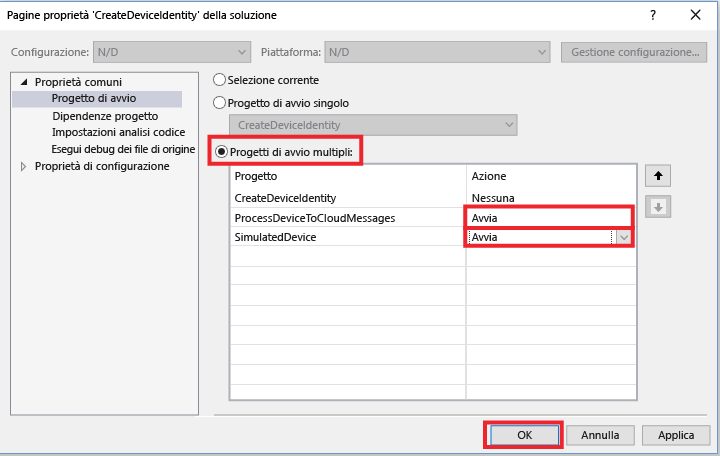 Pagine proprietà 'CreateDeviceIdentity' della soluzione
Configurazione: N/D Piattaforma: N/D Gestione configurazione...
Proprietà comuni
Progetto di avvio
Dipendenze progetto
Impostazioni analisi codice
Esegui debug dei file di origine
Proprietà di configurazione
Selezione corrente
Progetto di avvio singolo
CreateDeviceIdentity
Progetti di avvio multipli:
Progetto Azione
CreateDeviceIdentity Nessuna
ProcessDeviceToCloudMessages Avvia
SimulatedDevice Avvia
OK Annulla Applica